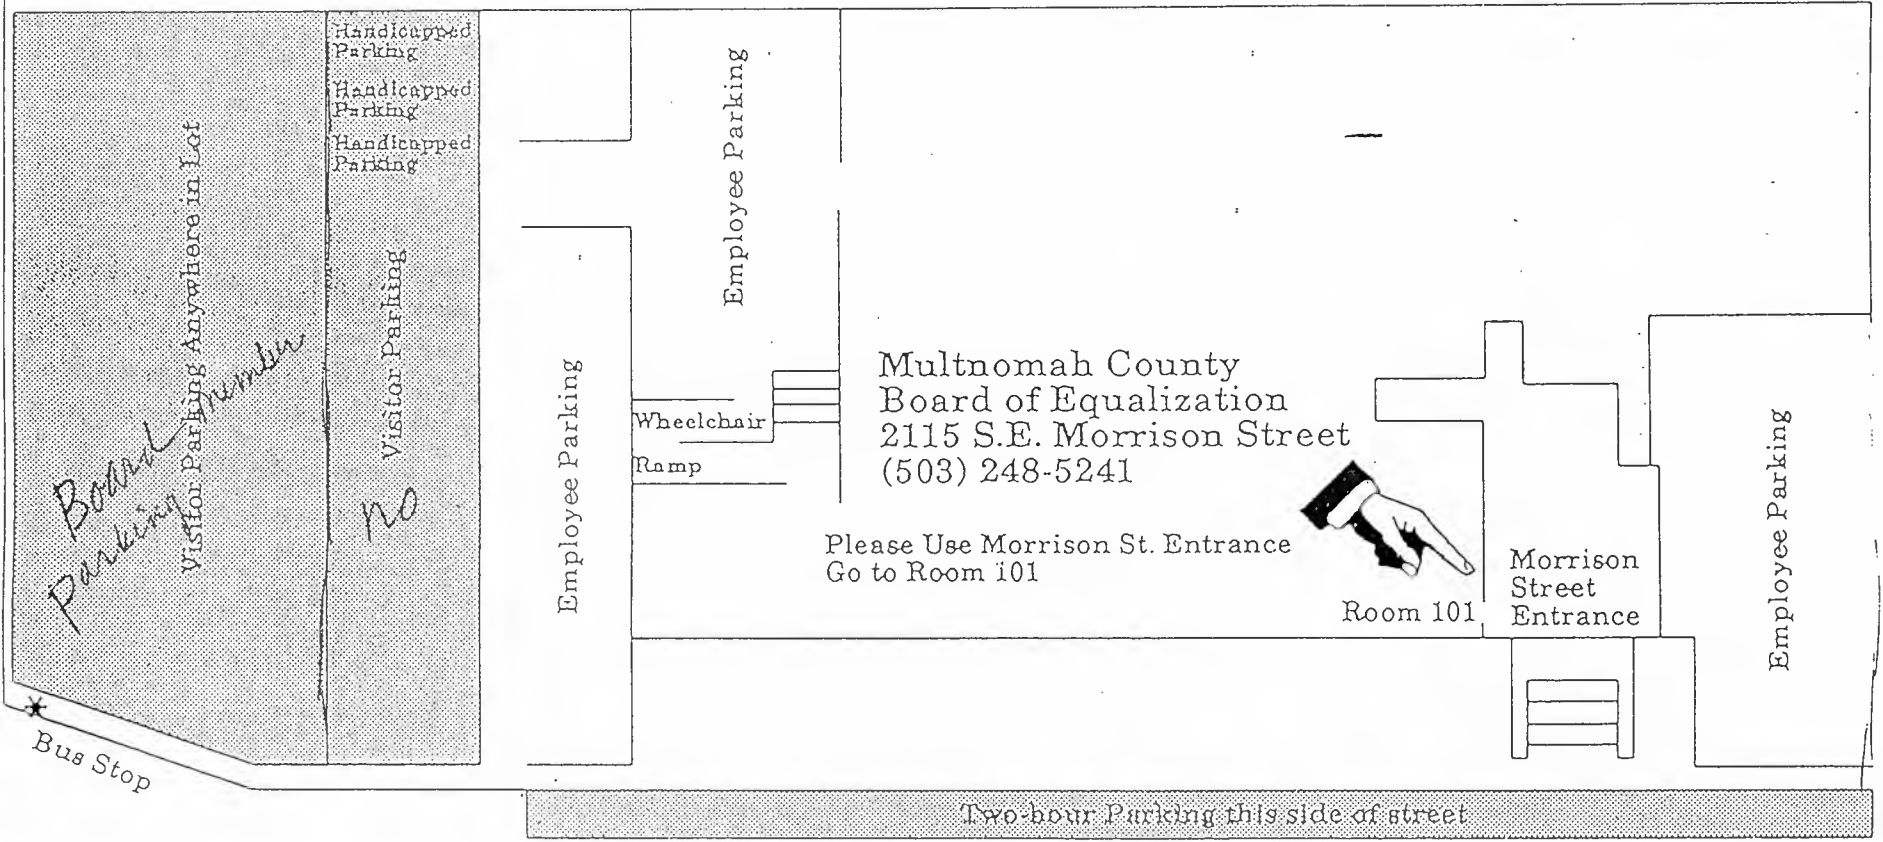 Handicapped
Parking
Handicapped
Parking
Handicapped
Parking
Visitor Parking Anywhere in Lot
Board member
parking
Visitor Parking
no
Employee Parking
Employee Parking
Wheelchair
Ramp
Multnomah County
Board of Equalization
2115 S.E. Morrison Street
(503) 248-5241
Please Use Morrison St. Entrance
Go to Room 101
Room 101
Morrison
Street
Entrance
Employee Parking
Bus Stop
Two-hour Parking this side of street